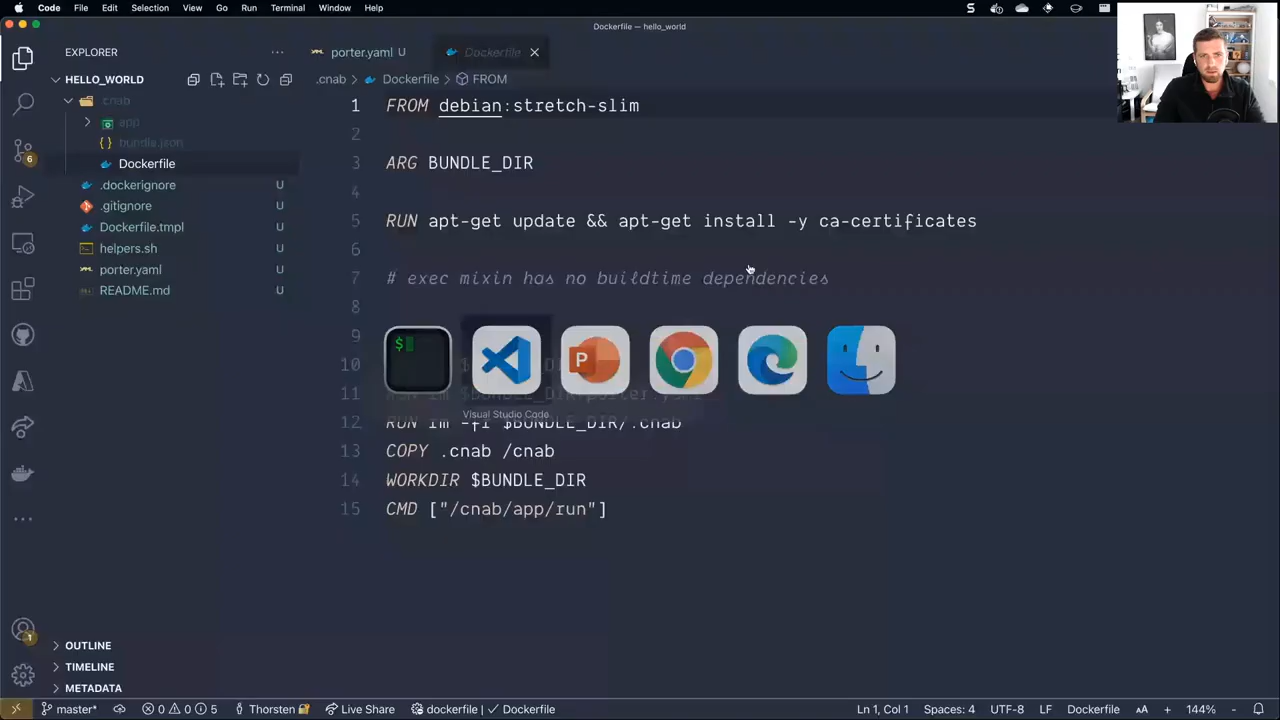 Code File Edit Selection View Go Run Terminal Window Help
Dockerfile — hello_world
EXPLORER
porter.yaml U
Dockerfile
HELLO_WORLD
.cnab > Dockerfile > FROM
.cnab
app
bundle.json
Dockerfile
.dockerignore U
.gitignore U
Dockerfile.tmpl U
helpers.sh U
porter.yaml U
README.md U
6
1 FROM debian:stretch-slim
2
3 ARG BUNDLE_DIR
4
5 RUN apt-get update && apt-get install -y ca-certificates
6
7 # exec mixin has no buildtime dependencies
8
9
10
11
12 RUN rm -fr $BUNDLE_DIR/.cnab
13 COPY .cnab /cnab
14 WORKDIR $BUNDLE_DIR
15 CMD ["/cnab/app/run"]
$
P
Visual Studio Code
1
OUTLINE
TIMELINE
METADATA
master* 0 0 5 Thorsten Live Share dockerfile | Dockerfile Ln 1, Col 1 Spaces: 4 UTF-8 LF Dockerfile AA 144% -